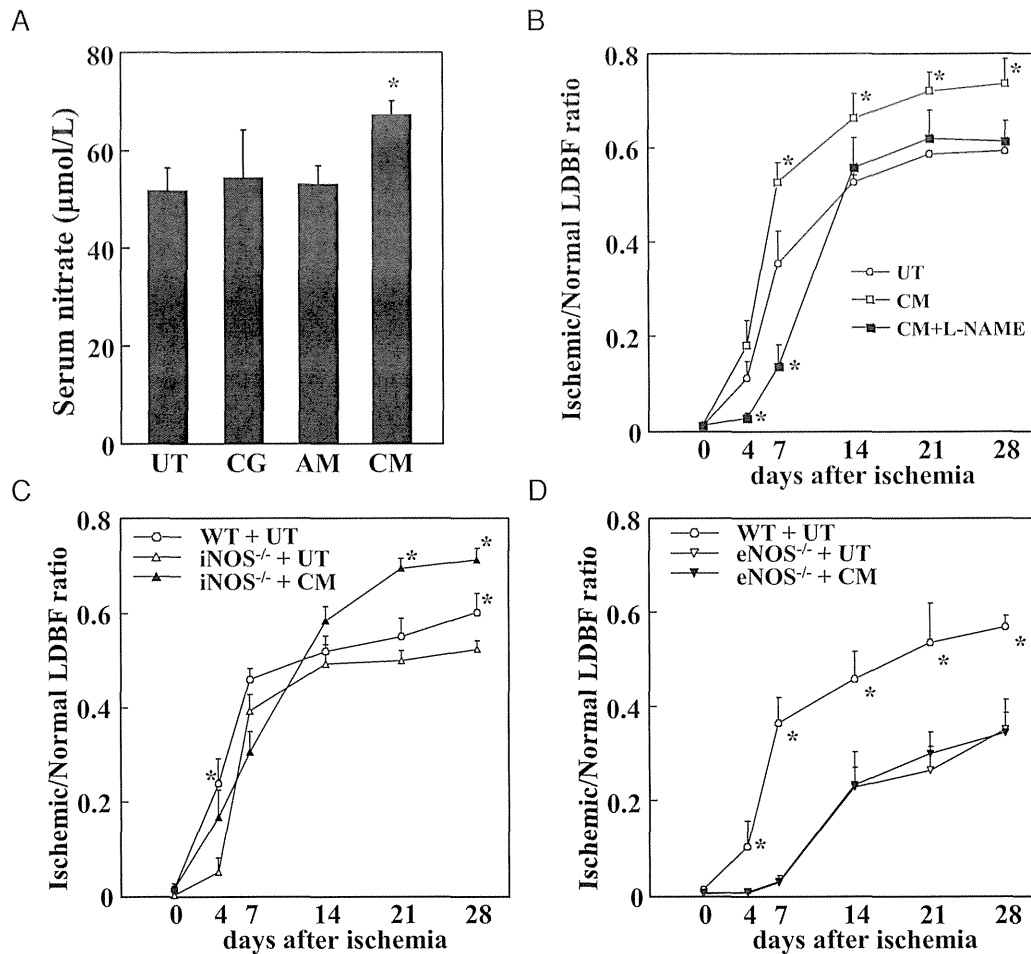 A
Serum nitrate (μmol/L)
80
60
40
20
0
*
UT CG AM CM
B
Ischemic/Normal LDBF ratio
0.8
0.6
0.4
0.2
0
* * * * * *
UT
CM
CM+L-NAME
0 4 7 14 21 28
days after ischemia
C
Ischemic/Normal LDBF ratio
0.8
0.6
0.4
0.2
0
WT + UT
iNOS-/- + UT
iNOS-/- + CM
* * * *
0 4 7 14 21 28
days after ischemia
D
Ischemic/Normal LDBF ratio
0.8
0.6
0.4
0.2
0
WT + UT
eNOS-/- + UT
eNOS-/- + CM
* * * * *
0 4 7 14 21 28
days after ischemia